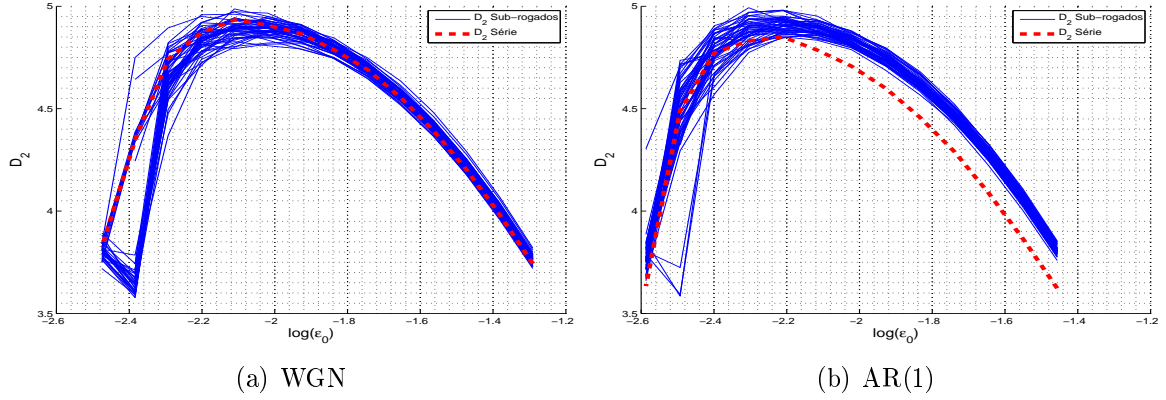 5
4.5
4
3.5
D₂
−2.6
−2.4
−2.2
−2
−1.8
−1.6
−1.4
−1.2
log(ε₀)
D₂ Sub−rogados
D₂ Série
(a) WGN
5
4.5
4
3.5
D₂
−2.6
−2.4
−2.2
−2
−1.8
−1.6
−1.4
−1.2
log(ε₀)
D₂ Sub−rogados
D₂ Série
(b) AR(1)